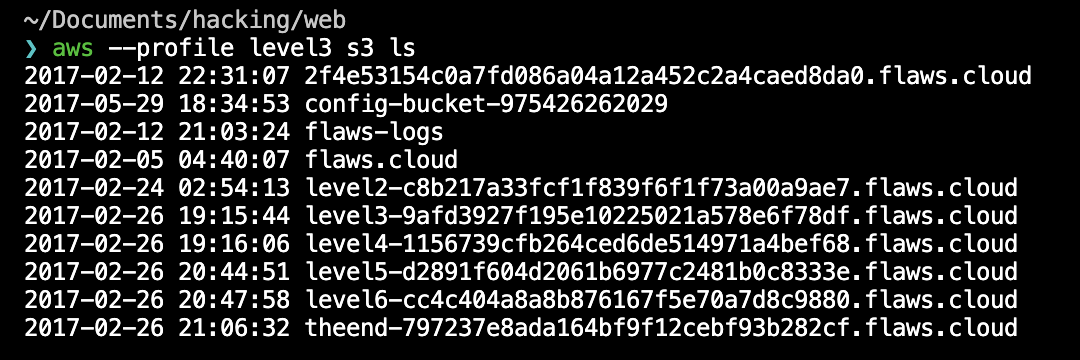 ~/Documents/hacking/web
❯ aws --profile level3 s3 ls
2017-02-12 22:31:07 2f4e53154c0a7fd086a04a12a452c2a4caed8da0.flaws.cloud
2017-05-29 18:34:53 config-bucket-975426262029
2017-02-12 21:03:24 flaws-logs
2017-02-05 04:40:07 flaws.cloud
2017-02-24 02:54:13 level2-c8b217a33fcf1f839f6f1f73a00a9ae7.flaws.cloud
2017-02-26 19:15:44 level3-9afd3927f195e10225021a578e6f78df.flaws.cloud
2017-02-26 19:16:06 level4-1156739cfb264ced6de514971a4bef68.flaws.cloud
2017-02-26 20:44:51 level5-d2891f604d2061b6977c2481b0c8333e.flaws.cloud
2017-02-26 20:47:58 level6-cc4c404a8a8b876167f5e70a7d8c9880.flaws.cloud
2017-02-26 21:06:32 theend-797237e8ada164bf9f12cebf93b282cf.flaws.cloud